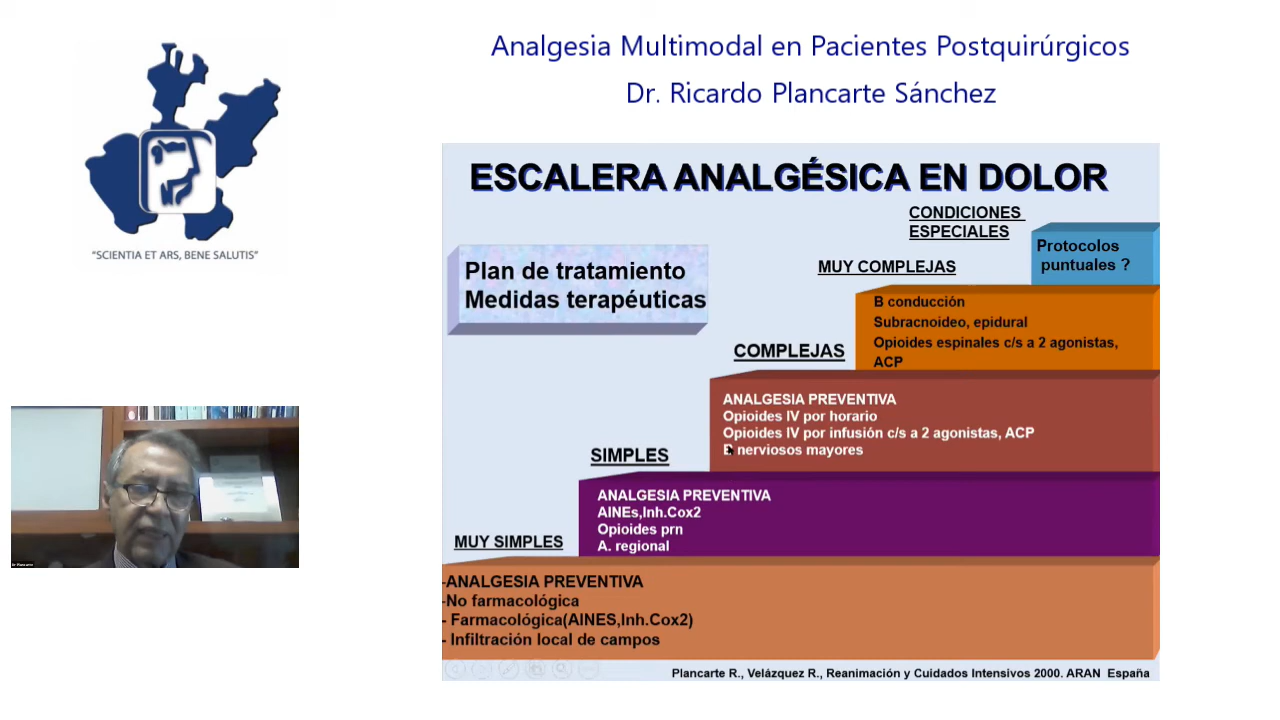 Analgesia Multimodal en Pacientes Postquirúrgicos
Dr. Ricardo Plancarte Sánchez
"SCIENTIA ET ARS, BENE SALUTIS"
ESCALERA ANALGÉSICA EN DOLOR
CONDICIONES
ESPECIALES
Protocolos
puntuales ?
Plan de tratamiento
Medidas terapéuticas
MUY COMPLEJAS
B conducción
Subracnoideo, epidural
Opioides espinales c/s a 2 agonistas,
ACP
COMPLEJAS
ANALGESIA PREVENTIVA
Opioides IV por horario
Opioides IV por infusión c/s a 2 agonistas, ACP
B nerviosos mayores
SIMPLES
ANALGESIA PREVENTIVA
AINEs,Inh.Cox2
Opioides prn
A. regional
MUY SIMPLES
-ANALGESIA PREVENTIVA
-No farmacológica
- Farmacológica(AINES,Inh.Cox2)
- Infiltración local de campos
Plancarte R., Velázquez R., Reanimación y Cuidados Intensivos 2000. ARAN España